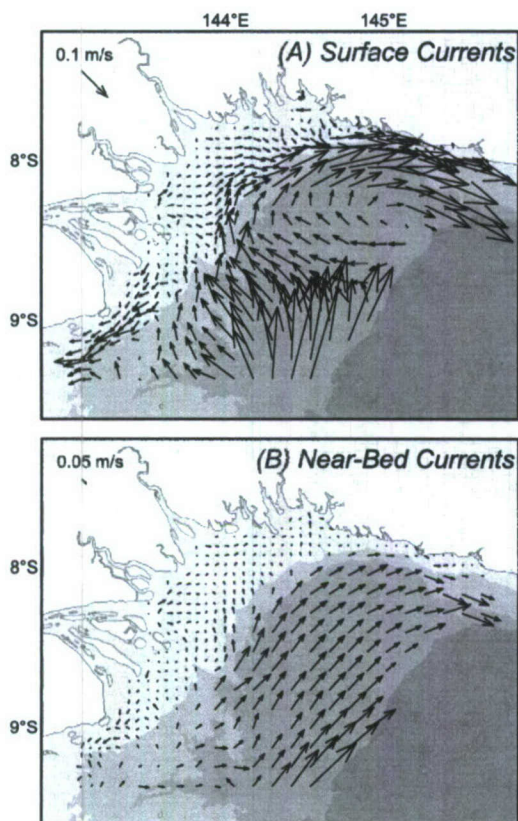 144°E 145°E
(A) Surface Currents
0.1 m/s
8°S
9°S
(B) Near-Bed Currents
0.05 m/s
8°S
9°S